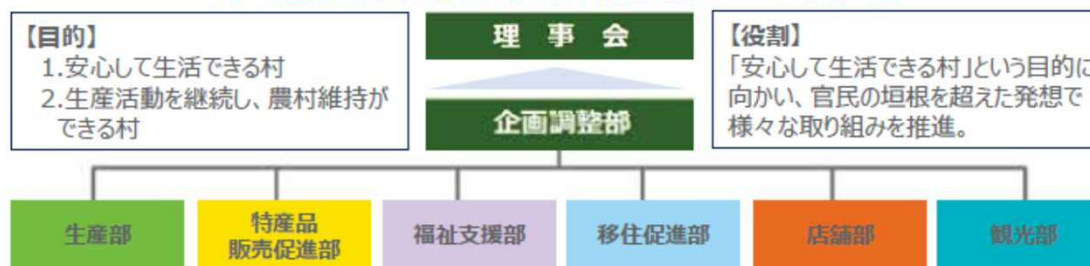 【目的】
1.安心して生活できる村
2.生産活動を継続し、農村維持が
できる村
理事会
企画調整部
【役割】
「安心して生活できる村」という目的に
向かい、官民の垣根を超えた発想で
様々な取り組みを推進。
生産部
特産品
販売促進部
福祉支援部
移住促進部
店舗部
観光部